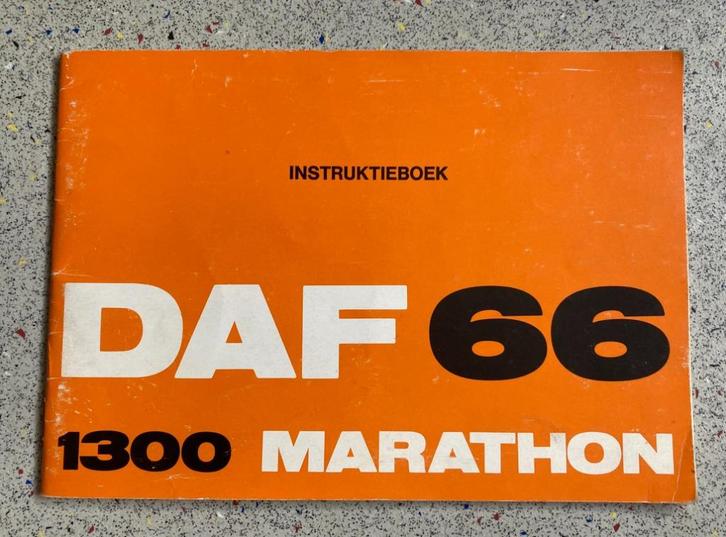 INSTRUKTIEBOEK
DAF 66
1300 MARATHON